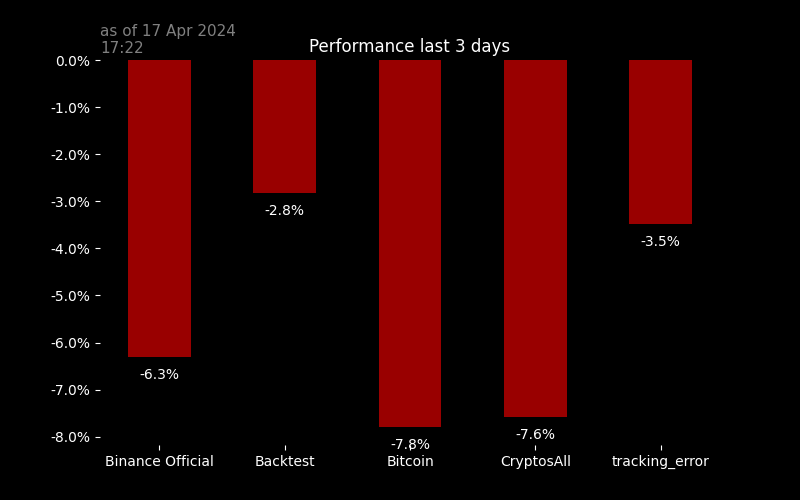 as of 17 Apr 2024
17:22
Performance last 3 days
0.0%
-1.0%
-2.0%
-3.0%
-4.0%
-5.0%
-6.0%
-7.0%
-8.0%
-6.3%
-2.8%
-7.8%
-7.6%
-3.5%
Binance Official
Backtest
Bitcoin
CryptosAll
tracking_error